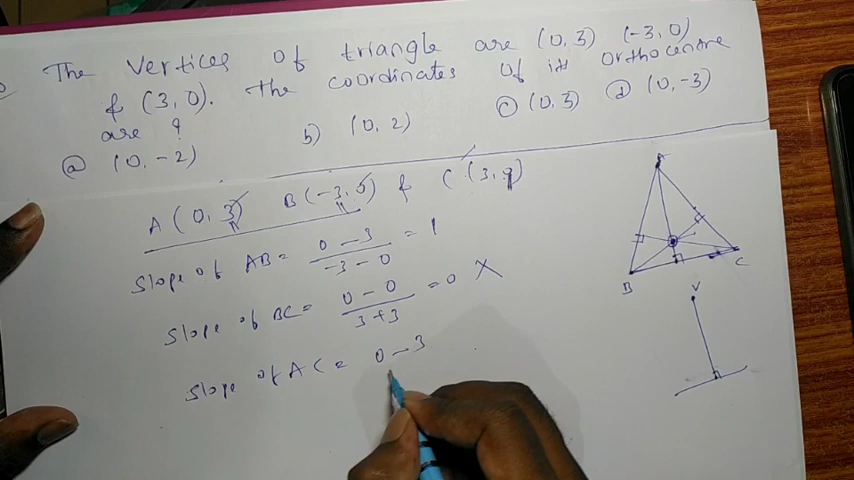 The vertices of triangle are (0,3) (-3,0)
& (3,0). The coordinates of it orthocentre
are ?
ⓐ (0,-2) b) (0,2) ⓒ (0,3) ⓓ (0,-3)
A (0, 3) B(-3,0) & C (3,0)
Slope of AB = 0-3 / -3-0 = 1
Slope of BC = 0-0 / 3+3 = 0 X
Slope of AC = 0-3
A
B
C
V